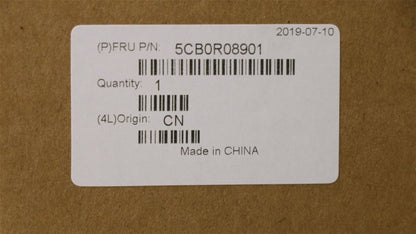 2019-07-10
(P)FRU P/N: 5CB0R08901
Quantity: 1
(4L)Origin: CN
Made in CHINA